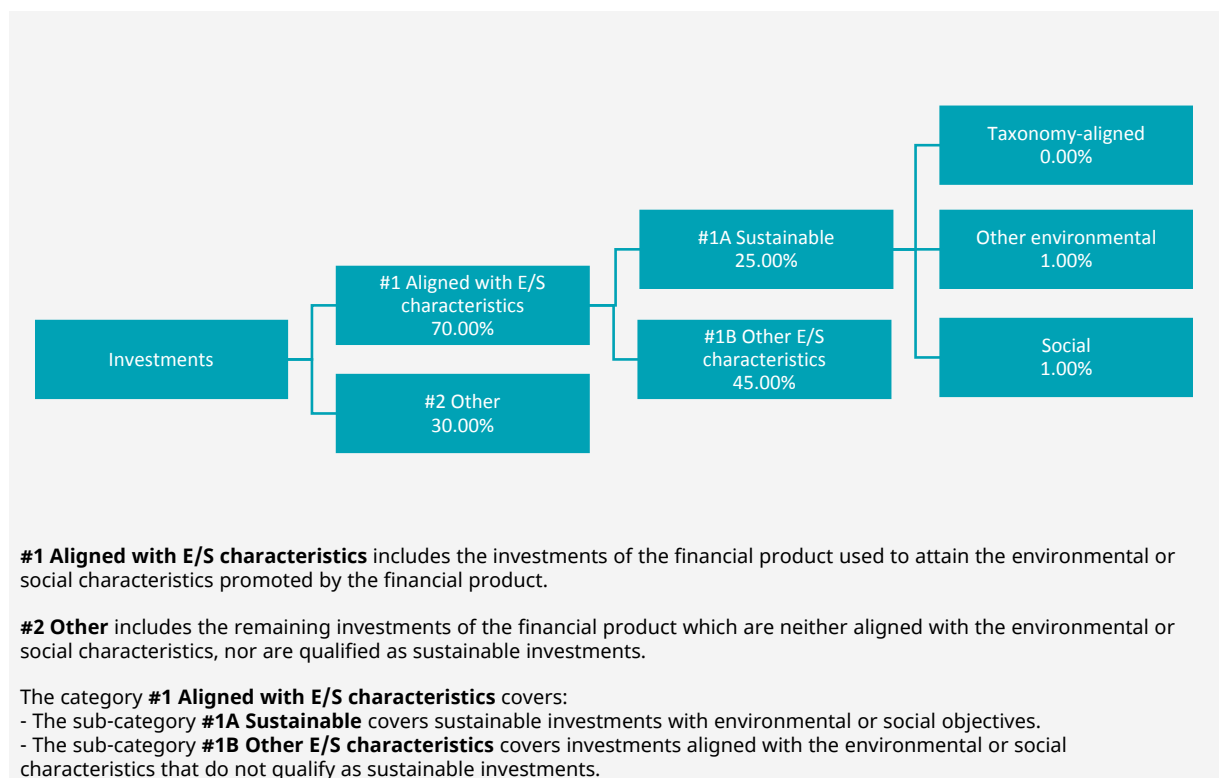 Investments
#1 Aligned with E/S
characteristics
70.00%
#2 Other
30.00%
#1A Sustainable
25.00%
#1B Other E/S
characteristics
45.00%
Taxonomy-aligned
0.00%
Other environmental
1.00%
Social
1.00%
#1 Aligned with E/S characteristics includes the investments of the financial product used to attain the environmental or
social characteristics promoted by the financial product.
#2 Other includes the remaining investments of the financial product which are neither aligned with the environmental or
social characteristics, nor are qualified as sustainable investments.
The category #1 Aligned with E/S characteristics covers:
- The sub-category #1A Sustainable covers sustainable investments with environmental or social objectives.
- The sub-category #1B Other E/S characteristics covers investments aligned with the environmental or social
characteristics that do not qualify as sustainable investments.